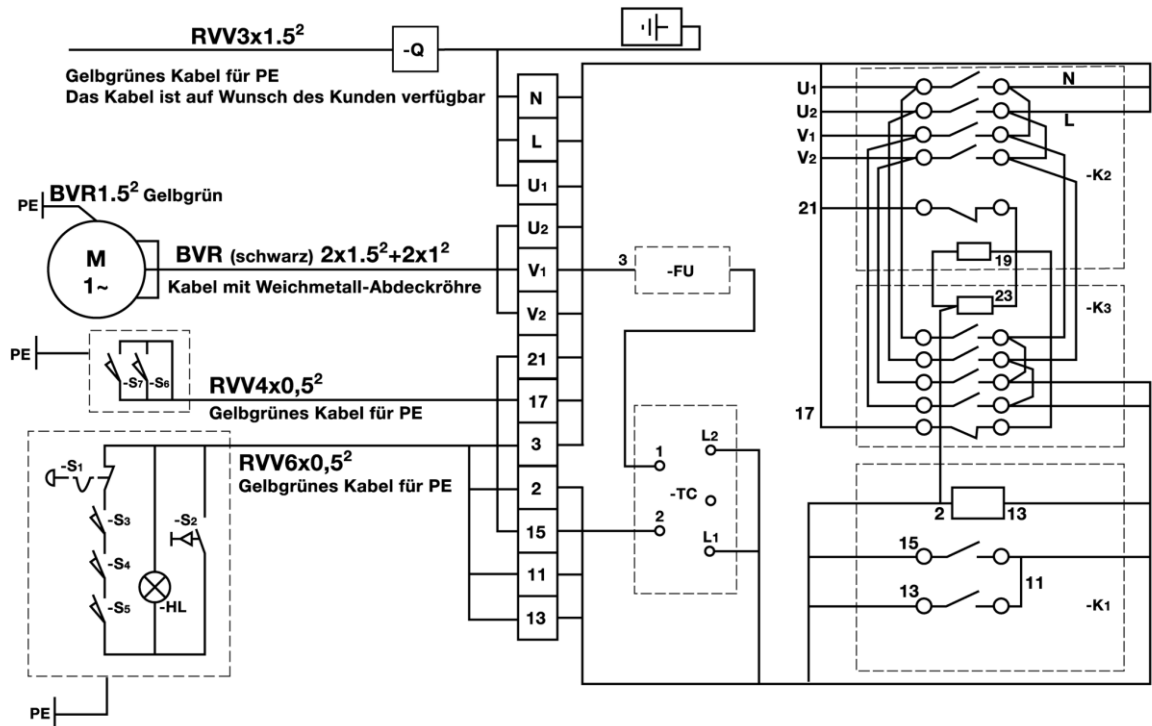 RVV3x1.5²
-Q
Gelbgrünes Kabel für PE
Das Kabel ist auf Wunsch des Kunden verfügbar
BVR1.5² Gelbgrün
PE
M
1~
BVR (schwarz) 2x1.5²+2x1²
Kabel mit Weichmetall-Abdeckröhre
PE
-S7
-S6
RVV4x0,5²
Gelbgrünes Kabel für PE
RVV6x0,5²
Gelbgrünes Kabel für PE
-S1
-S3
-S2
-S4
-S5
-HL
PE
N
L
U1
U2
V1
V2
21
17
3
2
15
11
13
3
-FU
1
L2
-TC
2
L1
U1
N
U2
L
V1
V2
-K2
21
19
23
-K3
17
2
13
15
11
13
-K1